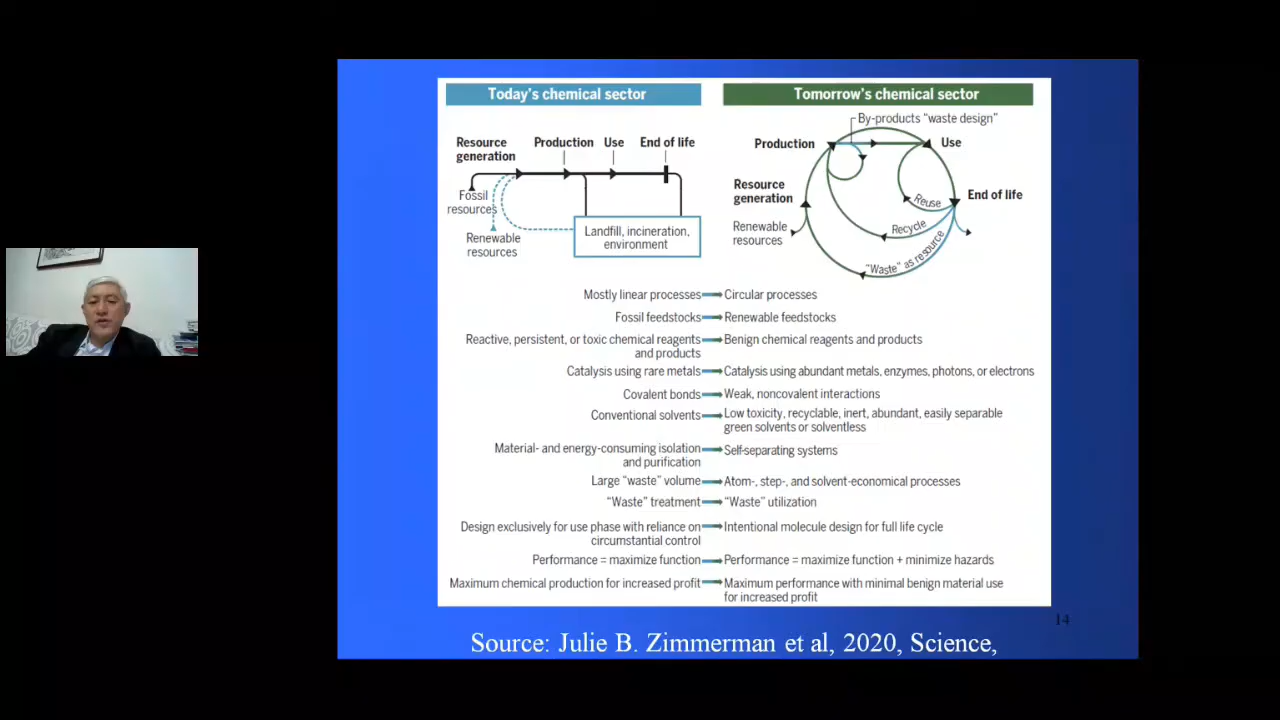 Today's chemical sector
Resource
generation
Production
Use
End of life
Fossil
resources
Renewable
resources
Landfill, incineration,
environment
Tomorrow's chemical sector
By-products "waste design"
Production
Use
Resource
generation
End of life
Renewable
resources
Reuse
Recycle
"Waste" as resource
Mostly linear processes
Circular processes
Fossil feedstocks
Renewable feedstocks
Reactive, persistent, or toxic chemical reagents
and products
Benign chemical reagents and products
Catalysis using rare metals
Catalysis using abundant metals, enzymes, photons, or electrons
Covalent bonds
Weak, noncovalent interactions
Conventional solvents
Low toxicity, recyclable, inert, abundant, easily separable
green solvents or solventless
Material- and energy-consuming isolation
and purification
Self-separating systems
Large "waste" volume
Atom-, step-, and solvent-economical processes
"Waste" treatment
"Waste" utilization
Design exclusively for use phase with reliance on
circumstantial control
Intentional molecule design for full life cycle
Performance = maximize function
Performance = maximize function + minimize hazards
Maximum chemical production for increased profit
Maximum performance with minimal benign material use
for increased profit
14
Source: Julie B. Zimmerman et al, 2020, Science,